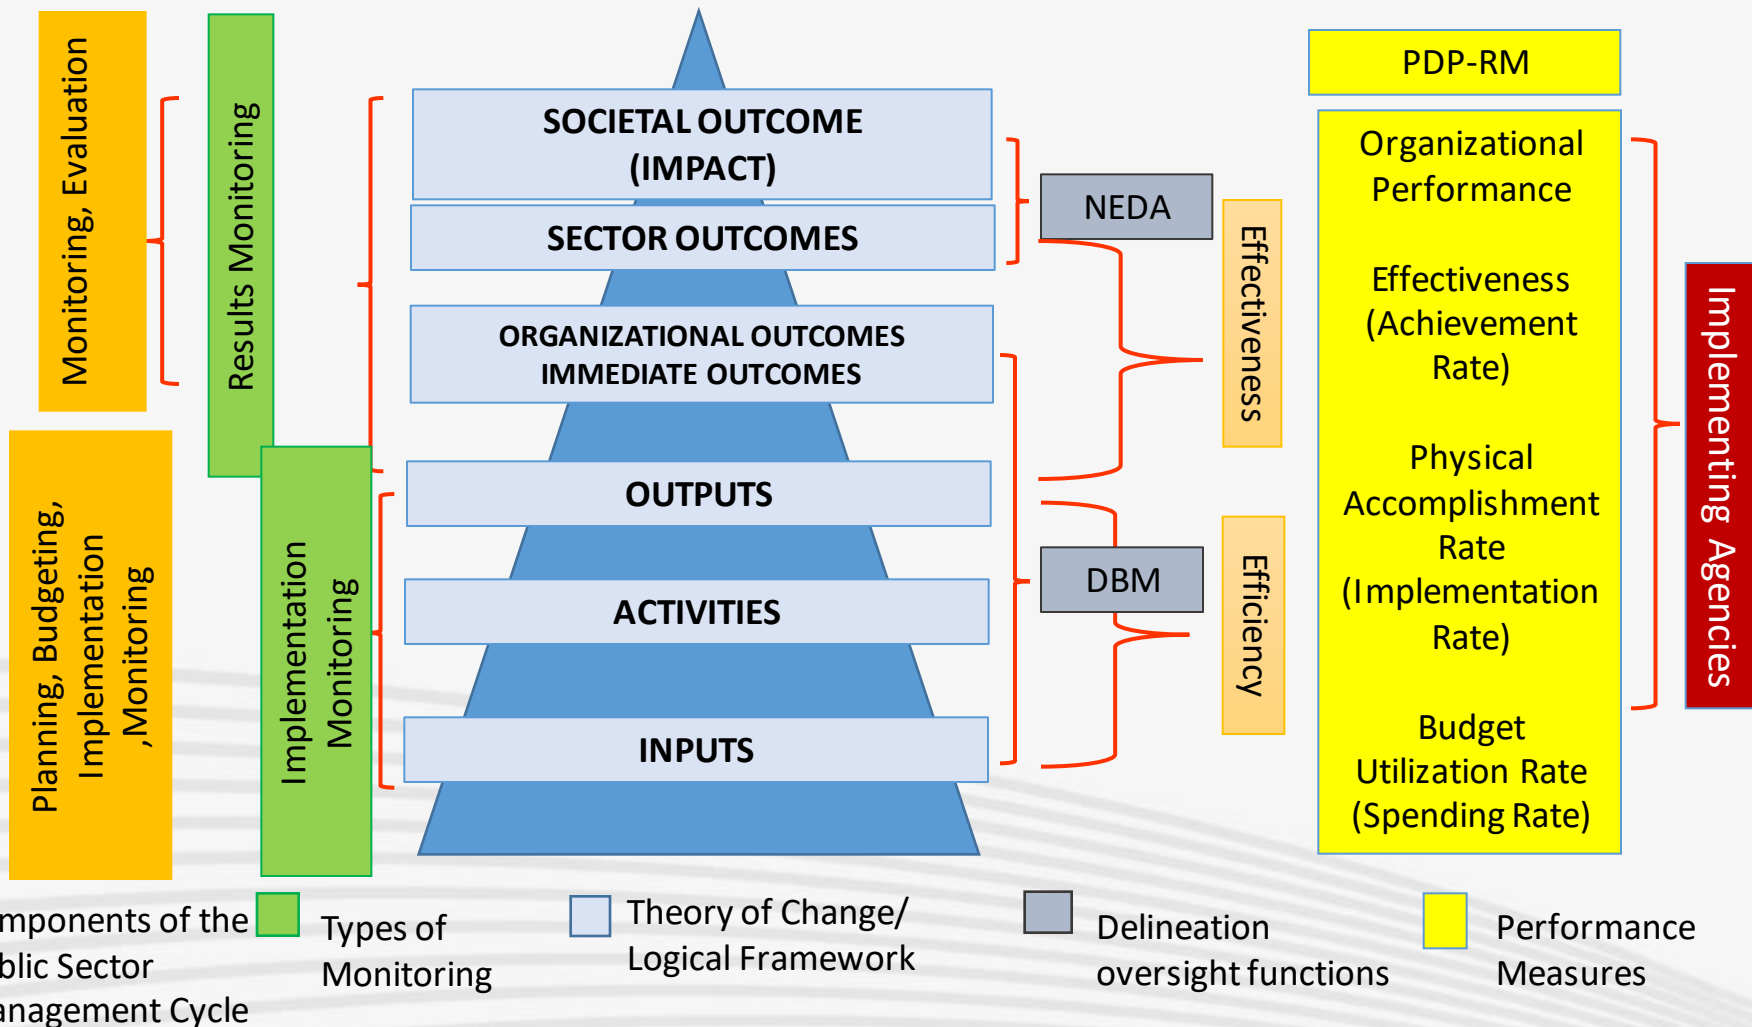 Monitoring, Evaluation
Planning, Budgeting,
Implementation
,Monitoring
Results Monitoring
Implementation
Monitoring
SOCIETAL OUTCOME
(IMPACT)
SECTOR OUTCOMES
ORGANIZATIONAL OUTCOMES
IMMEDIATE OUTCOMES
OUTPUTS
ACTIVITIES
INPUTS
NEDA
DBM
Effectiveness
Efficiency
PDP-RM
Organizational
Performance
Effectiveness
(Achievement
Rate)
Physical
Accomplishment
Rate
(Implementation
Rate)
Budget
Utilization Rate
(Spending Rate)
Implementing Agencies
mponents of the
blic Sector
anagement Cycle
Types of
Monitoring
Theory of Change/
Logical Framework
Delineation
oversight functions
Performance
Measures